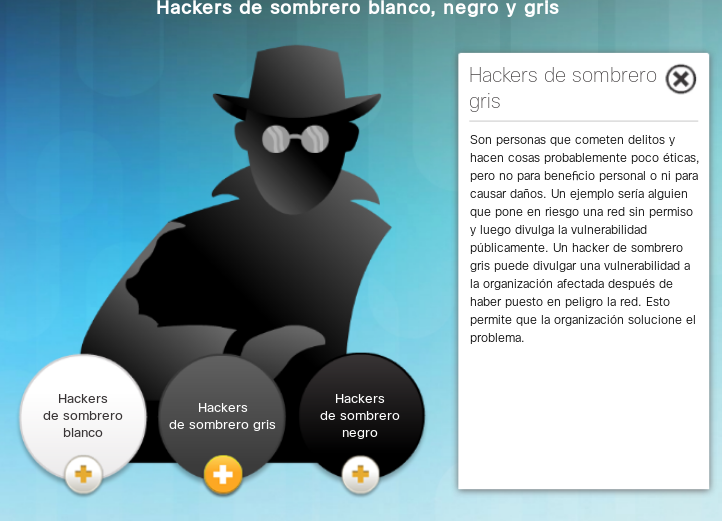 Hackers de sombrero blanco, negro y gris
Hackers de sombrero
gris
Son personas que cometen delitos y
hacen cosas probablemente poco éticas,
pero no para beneficio personal o ni para
causar daños. Un ejemplo sería alguien
que pone en riesgo una red sin permiso
y luego divulga la vulnerabilidad
públicamente. Un hacker de sombrero
gris puede divulgar una vulnerabilidad a
la organización afectada después de
haber puesto en peligro la red. Esto
permite que la organización solucione el
problema.
Hackers
de sombrero
blanco
Hackers
de sombrero gris
Hackers
de sombrero
negro